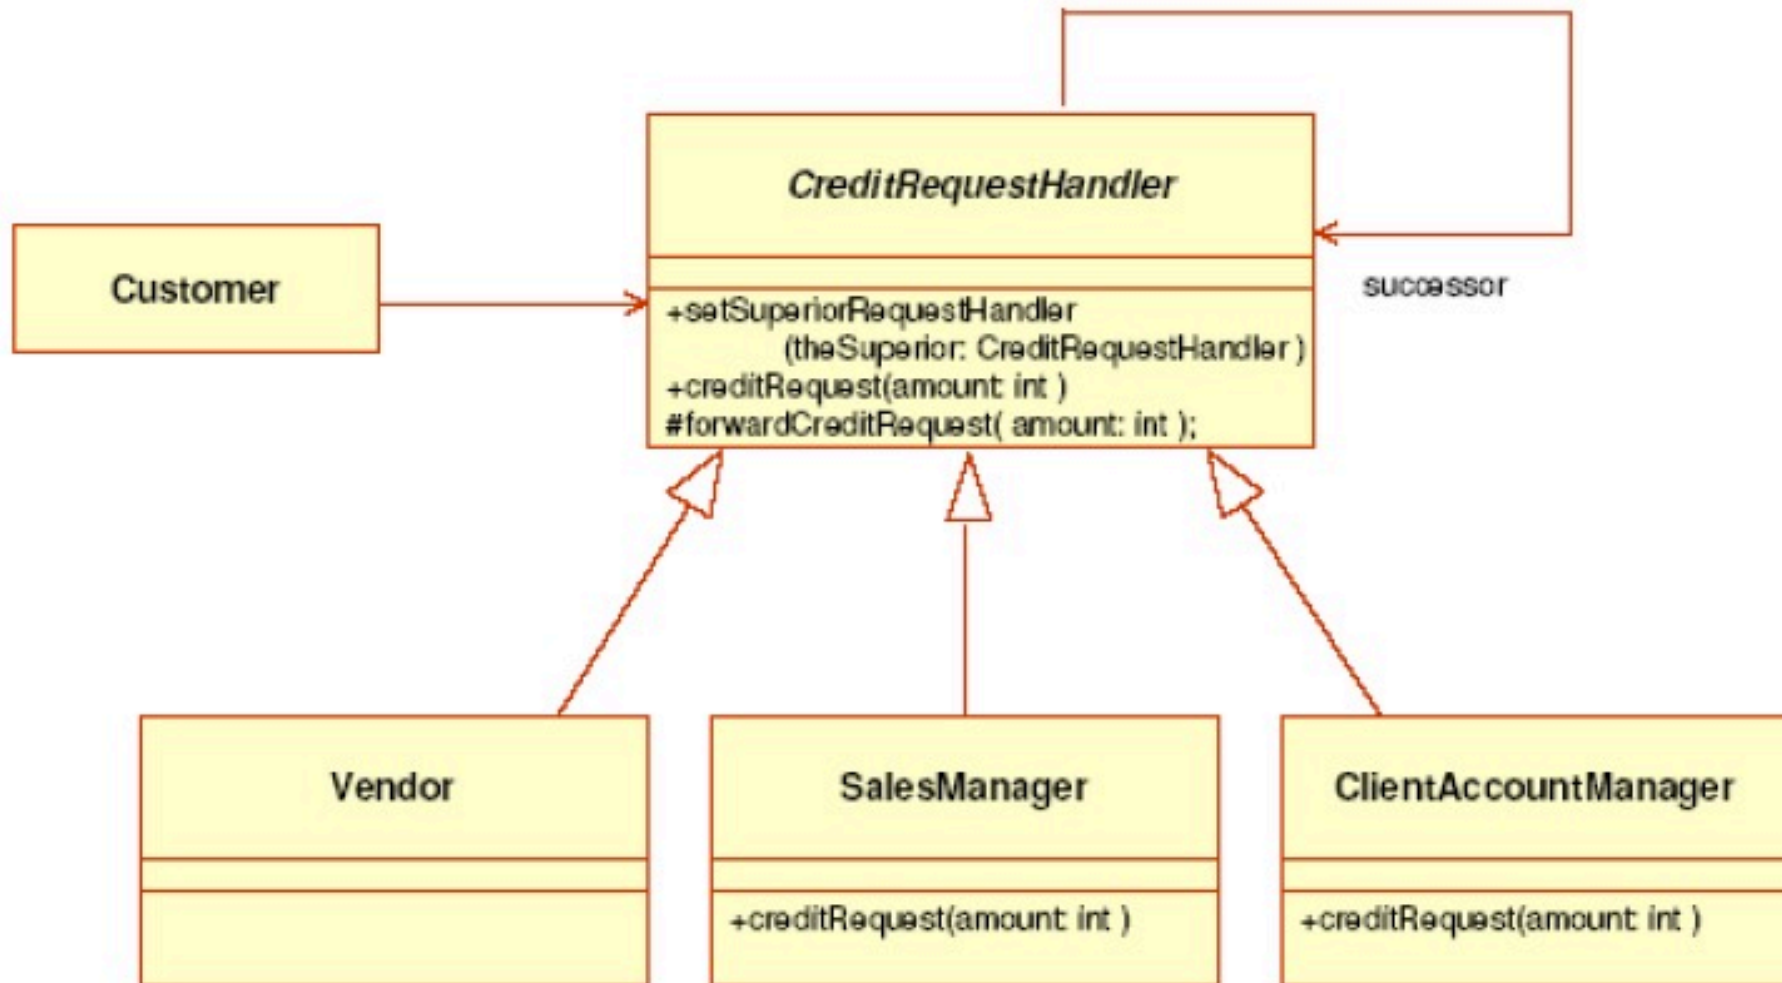 CreditRequestHandler
Customer
successor
+setSuperiorRequestHandler
(theSuperior: CreditRequestHandler )
+creditRequest(amount: int )
#forwardCreditRequest( amount: int );
Vendor
SalesManager
ClientAccountManager
+creditRequest(amount: int )
+creditRequest(amount: int )